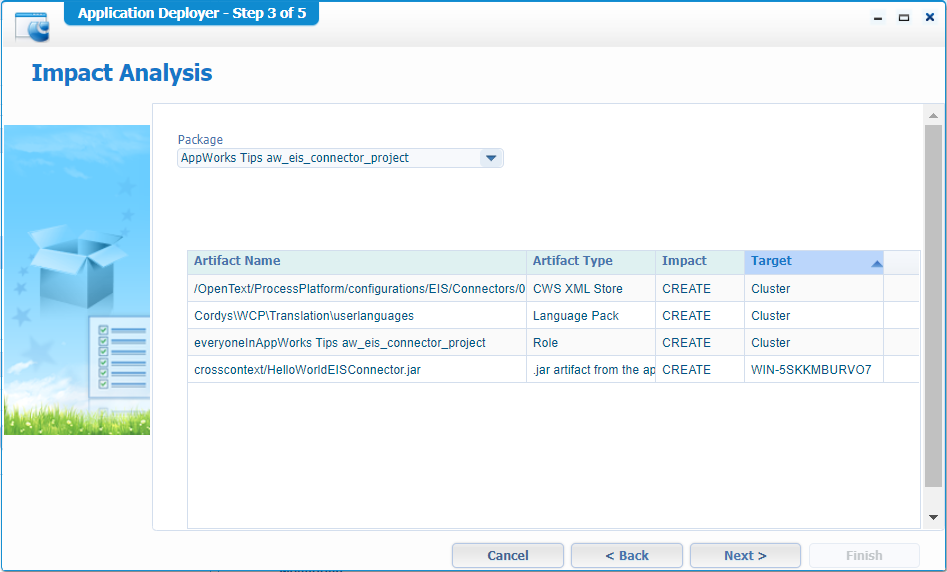 Application Deployer - Step 3 of 5
Impact Analysis
Package
AppWorks Tips aw_eis_connector_project
Artifact Name Artifact Type Impact Target
/OpenText/ProcessPlatform/configurations/EIS/Connectors/0 CWS XML Store CREATE Cluster
Cordys\WCP\Translation\userlanguages Language Pack CREATE Cluster
everyoneInAppWorks Tips aw_eis_connector_project Role CREATE Cluster
crosscontext/HelloWorldEISConnector.jar .jar artifact from the ap CREATE WIN-5SKKMBURVO7
Cancel < Back Next > Finish